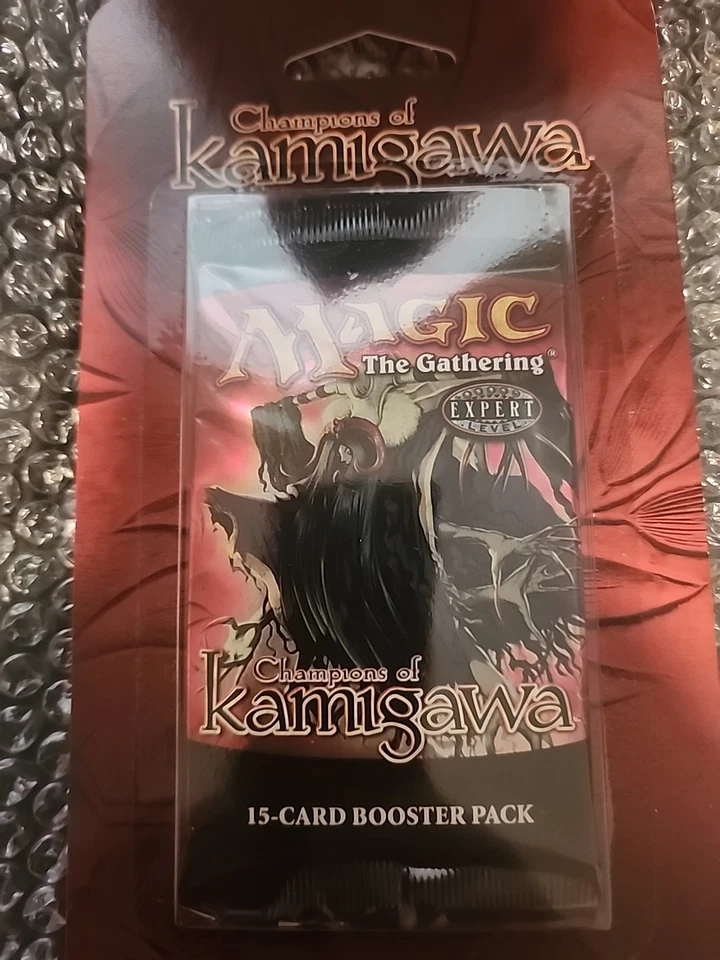 Champions of
kamigawa
MAGIC
The Gathering®
EXPERT
LEVEL
Champions of
kamigawa
15-CARD BOOSTER PACK